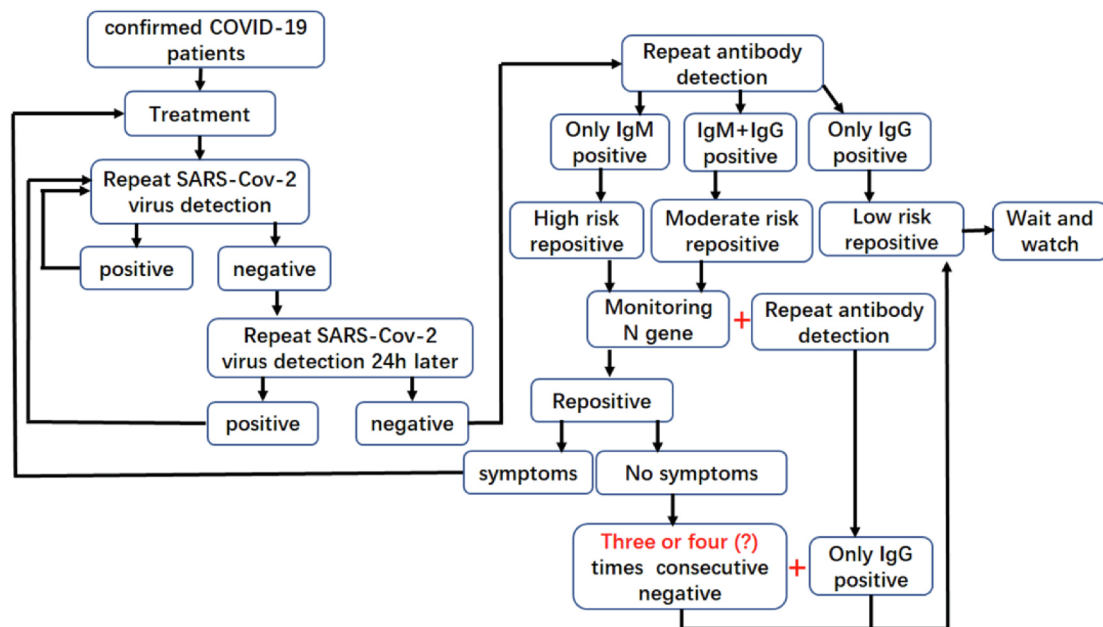 confirmed COVID-19
patients
Treatment
Repeat SARS-Cov-2
virus detection
positive
negative
Repeat SARS-Cov-2
virus detection 24h later
positive
negative
Repeat antibody
detection
Only IgM
positive
IgM+IgG
positive
Only IgG
positive
High risk
repositive
Moderate risk
repositive
Low risk
repositive
Wait and
watch
Monitoring
N gene
+
Repeat antibody
detection
Repositive
symptoms
No symptoms
Three or four (?)
times consecutive
negative
+
Only IgG
positive